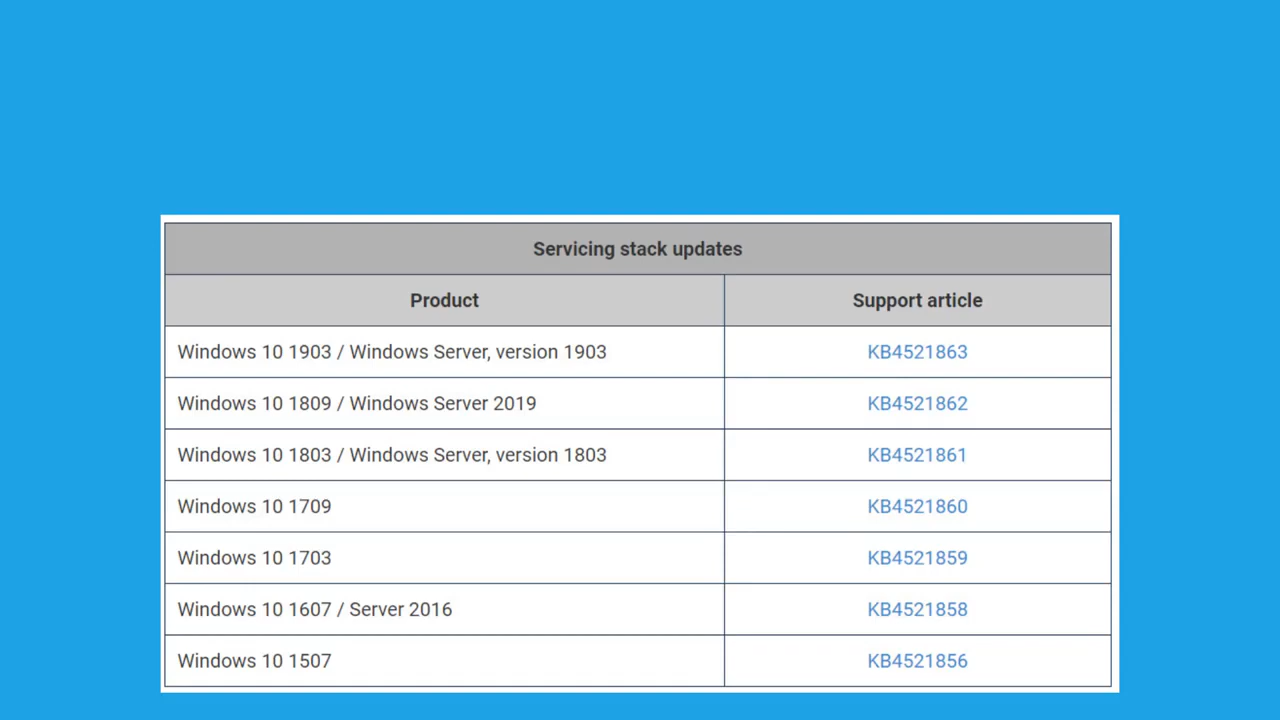 Servicing stack updates
Product Support article
Windows 10 1903 / Windows Server, version 1903 KB4521863
Windows 10 1809 / Windows Server 2019 KB4521862
Windows 10 1803 / Windows Server, version 1803 KB4521861
Windows 10 1709 KB4521860
Windows 10 1703 KB4521859
Windows 10 1607 / Server 2016 KB4521858
Windows 10 1507 KB4521856